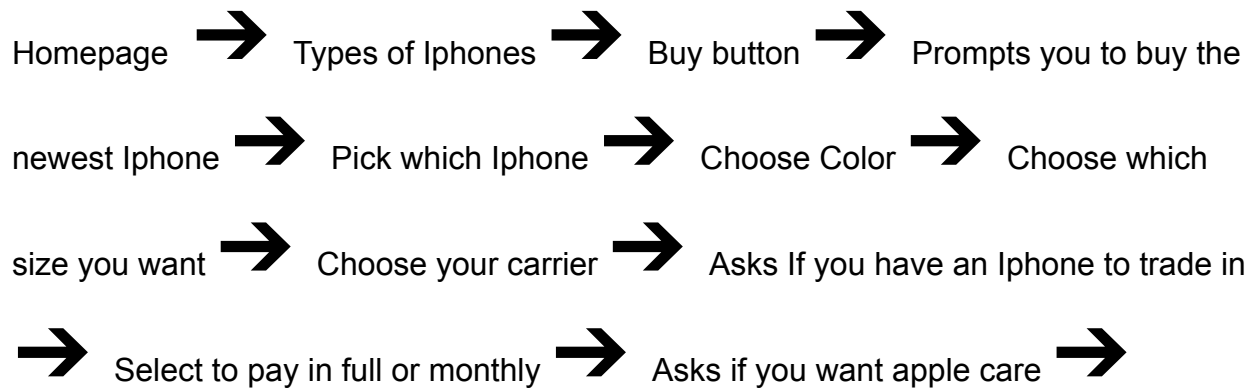 Homepage → Types of Iphones → Buy button → Prompts you to buy the
newest Iphone → Pick which Iphone → Choose Color → Choose which
size you want → Choose your carrier → Asks If you have an Iphone to trade in
→ Select to pay in full or monthly → Asks if you want apple care →